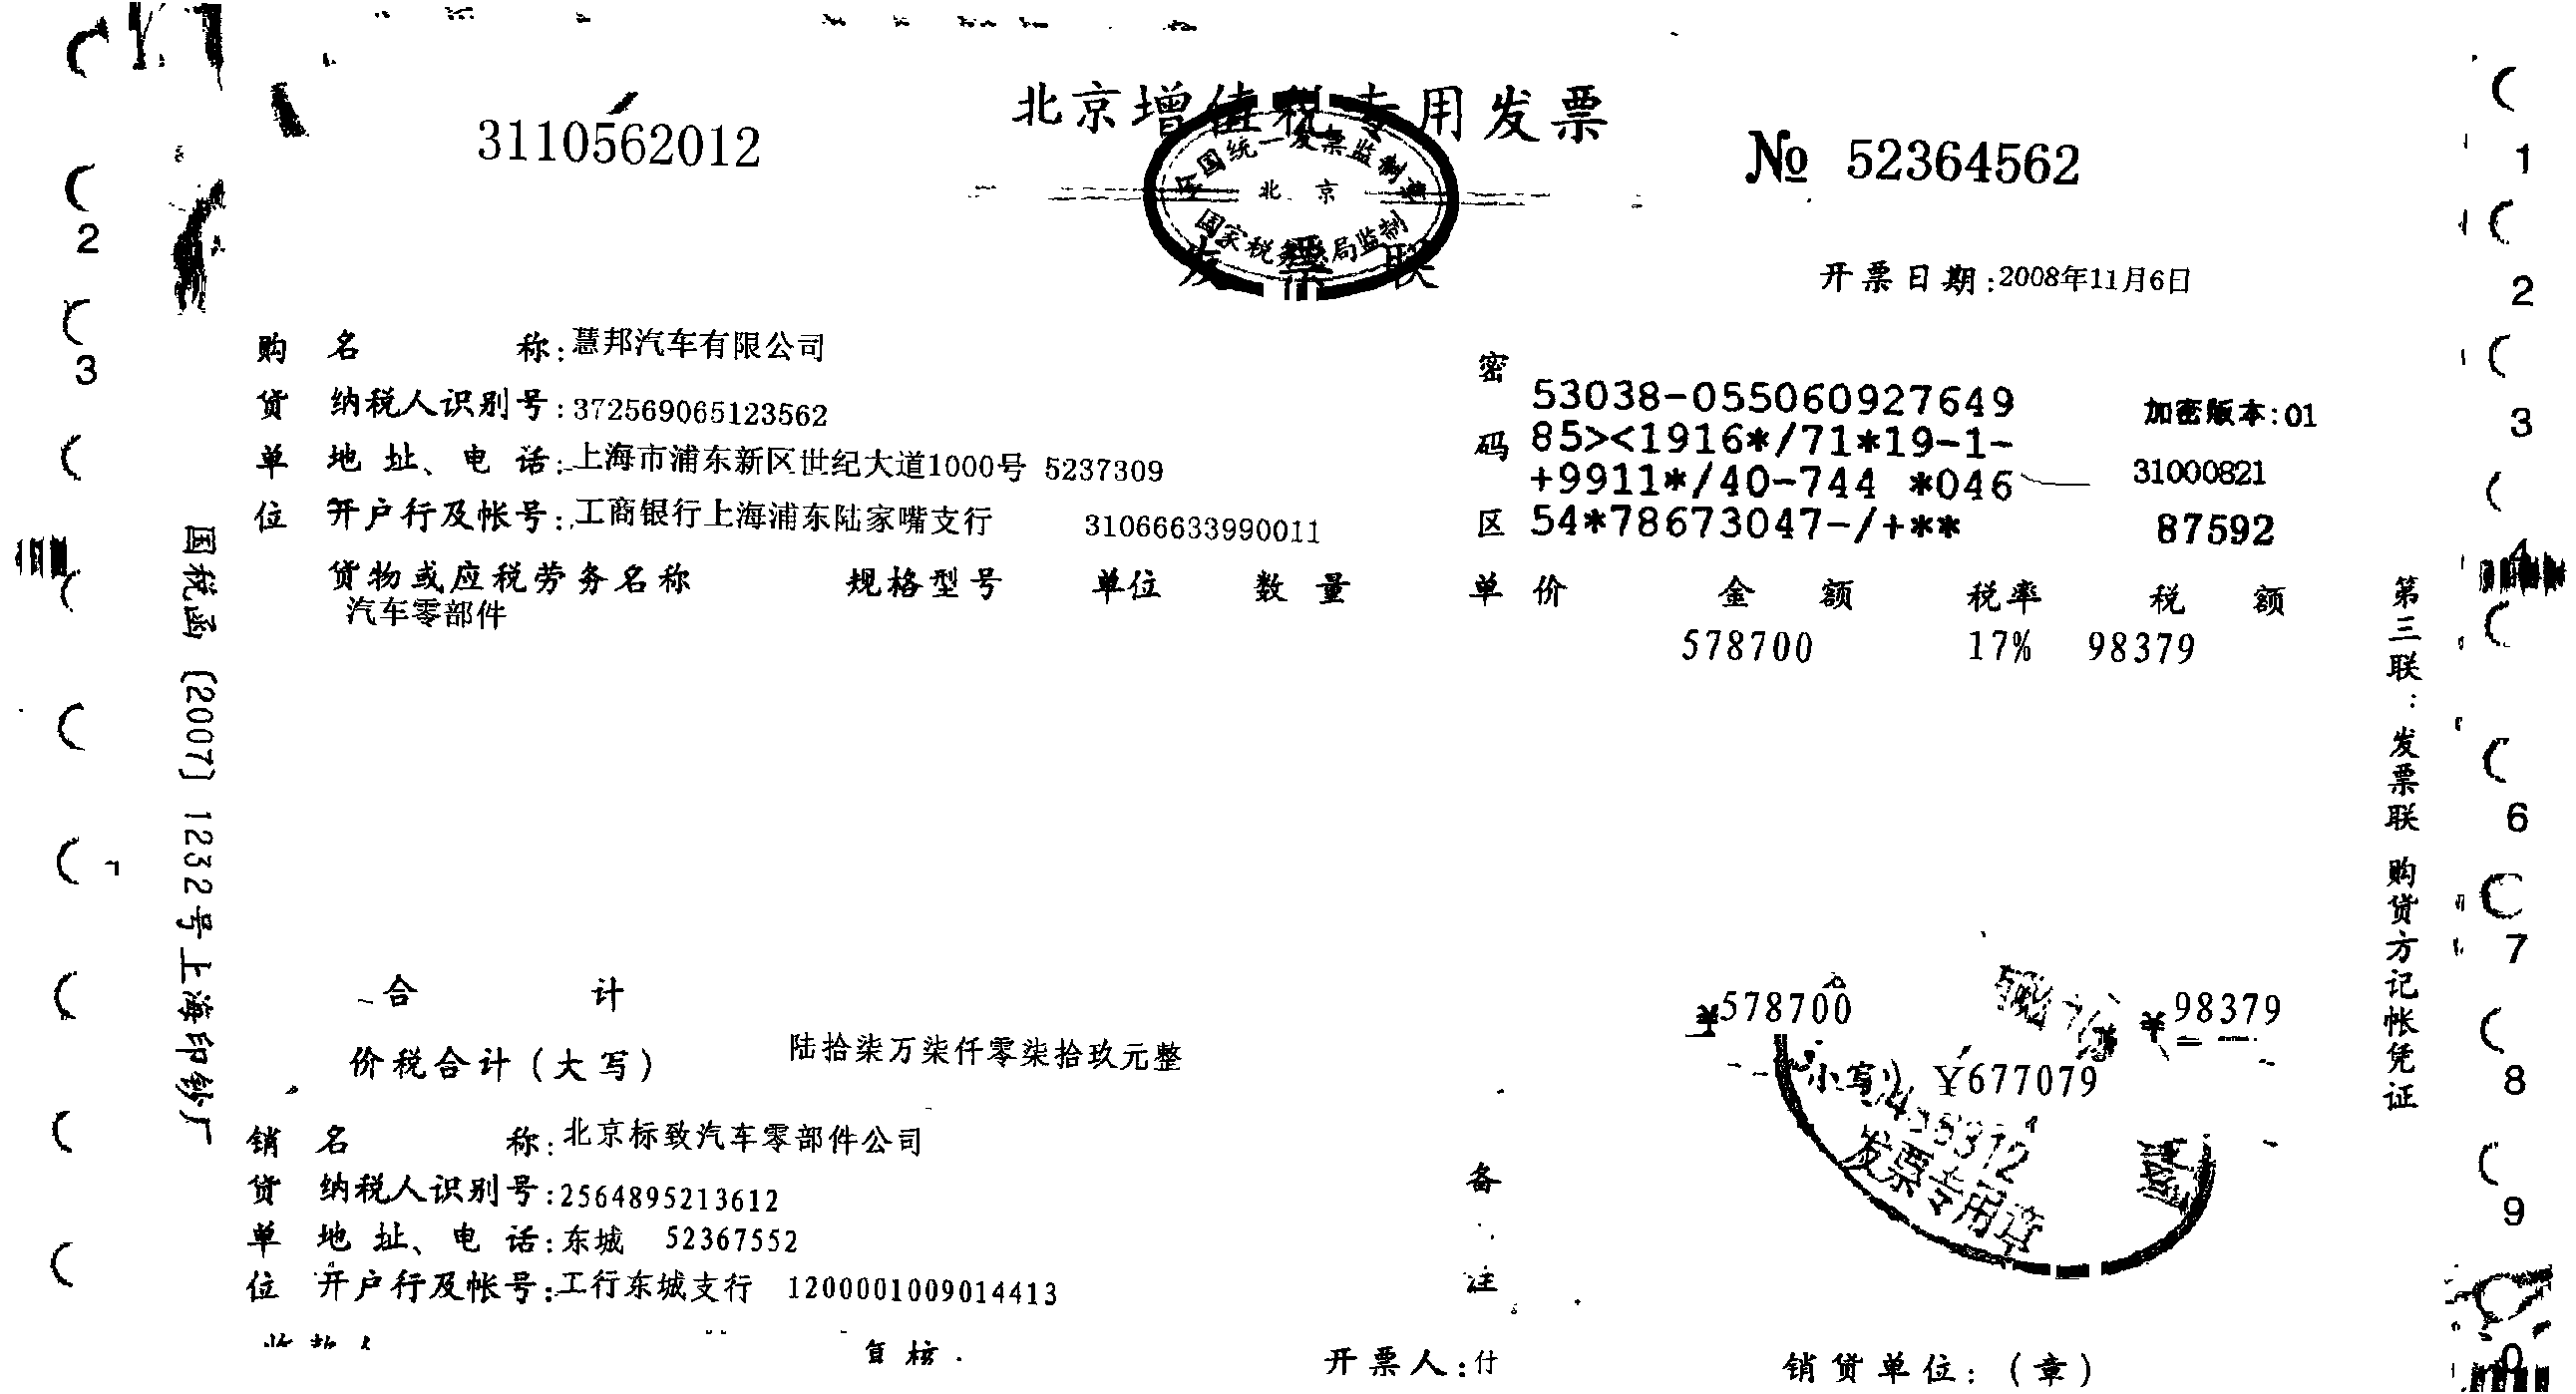 北京增值税专用发票
3110562012
№ 52364562
全国统一发票监制章
北京
国家税务总局监制
发票联
开票日期:2008年11月6日
购货单位
名称:慧邦汽车有限公司
纳税人识别号:372569065123562
地址、电话:上海市浦东新区世纪大道1000号 5237309
开户行及帐号:工商银行上海浦东陆家嘴支行 31066633990011
密码区
53038-055060927649 加密版本:01
85><1916*/71*19-1-
+9911*/40-744 *046 31000821
54*78673047-/+** 87592
货物或应税劳务名称 规格型号 单位 数量 单价 金额 税率 税额
汽车零部件 578700 17% 98379
合计 ¥578700 ¥98379
价税合计(大写) 陆拾柒万柒仟零柒拾玖元整 (小写) ¥677079
销货单位
名称:北京标致汽车零部件公司
纳税人识别号:2564895213612
地址、电话:东城 52367552
开户行及帐号:工行东城支行 1200001009014413
备注
发票专用章
收款人 复核 开票人:付 销货单位:(章)
国税函[2007]1232号上海印钞厂
第三联:发票联 购货方记帐凭证
2
3
1
2
3
4
6
7
8
9